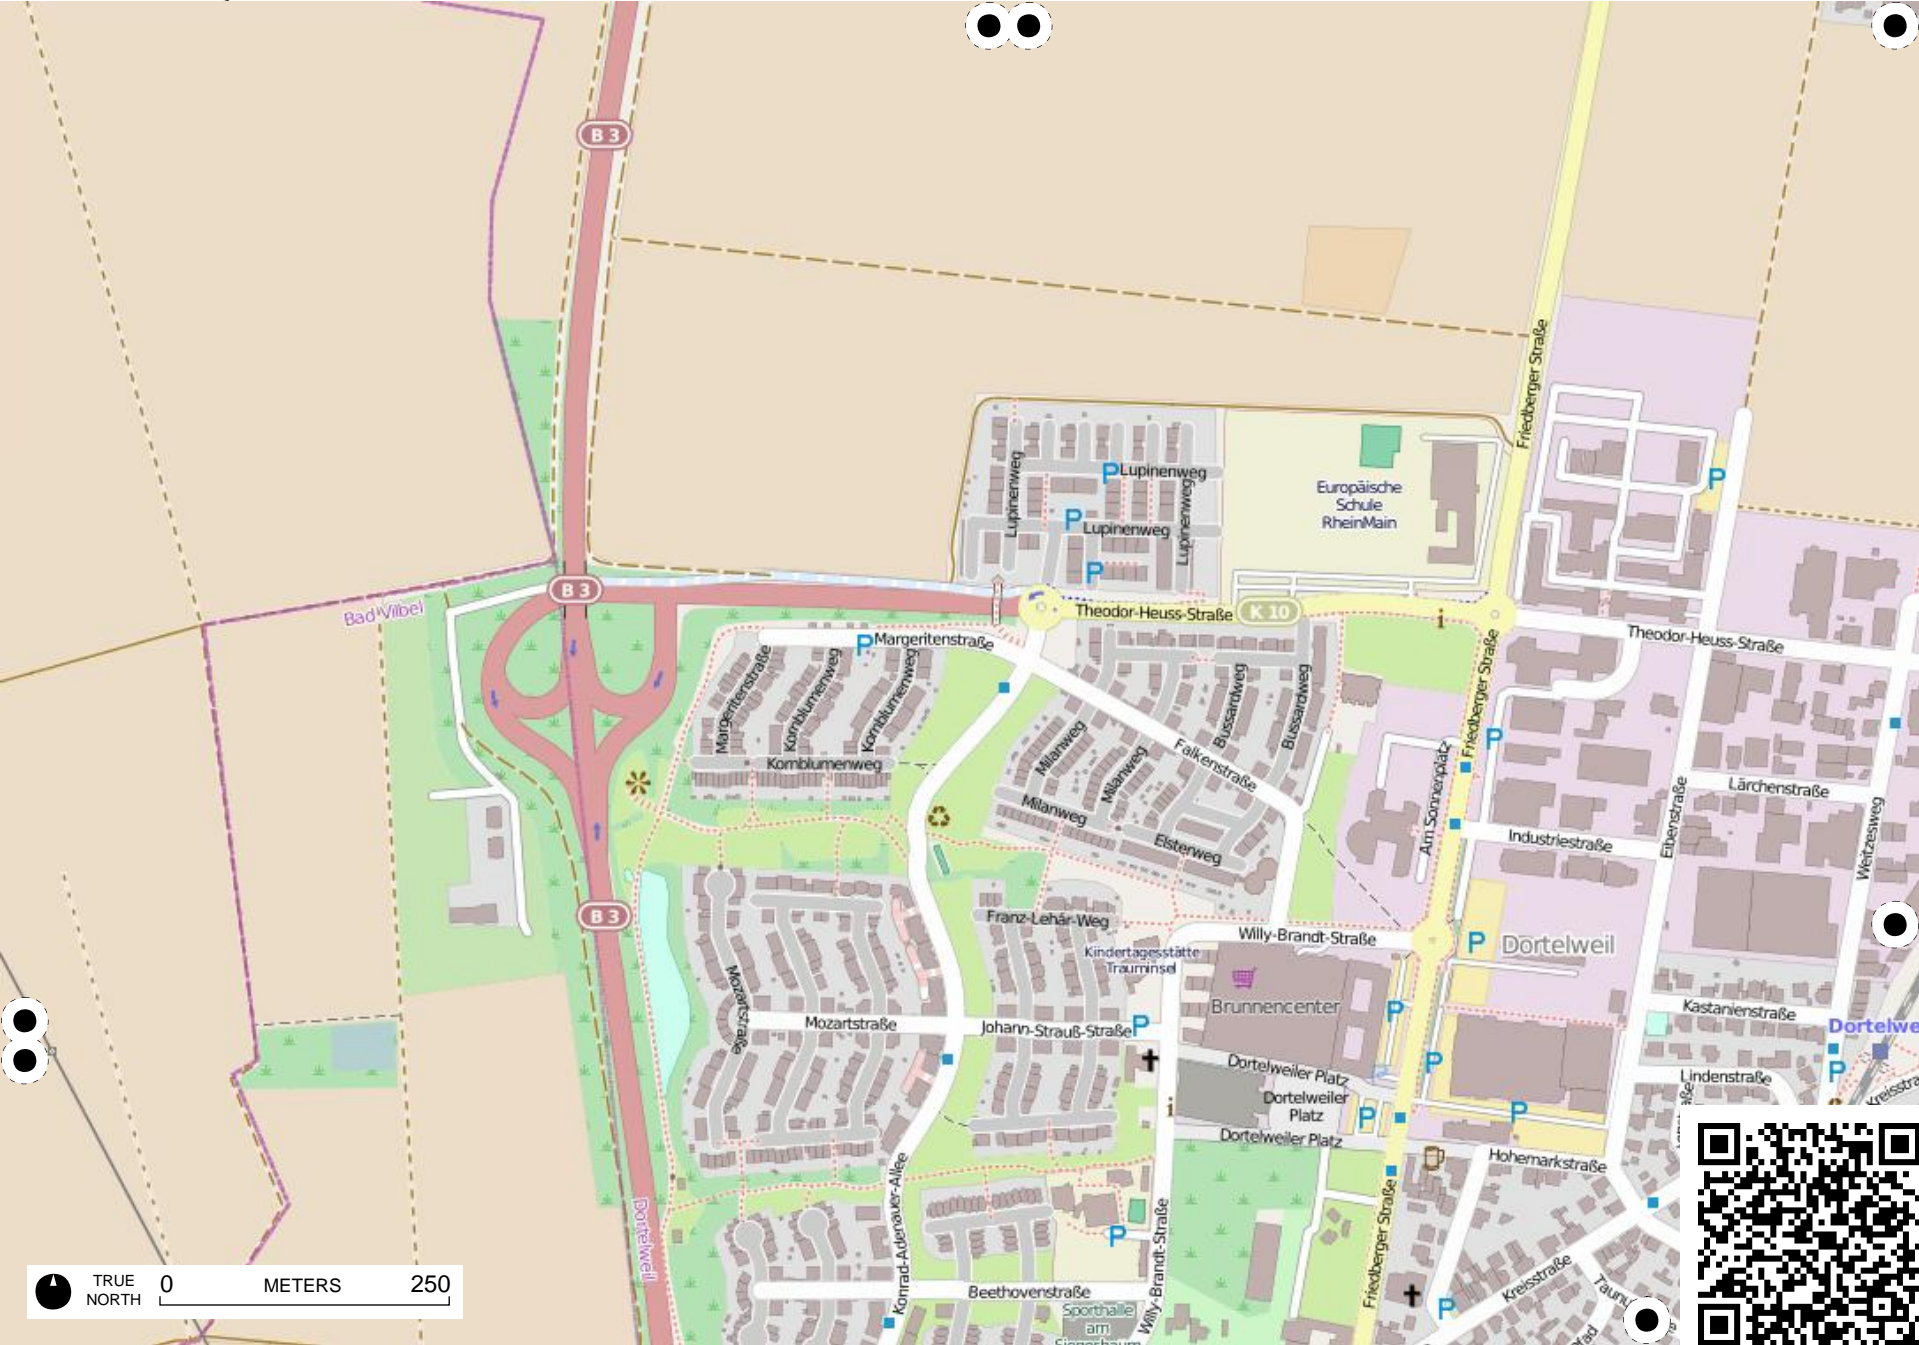 B 3
Friedberger Straße
Lupinenweg
Lupinenweg
Lupinenweg
Lupinenweg
P
P
P
P
Europäische
Schule
RheinMain
B 3
Bad Vilbel
Theodor-Heuss-Straße
K 10
i
Theodor-Heuss-Straße
P
Margeritenstraße
Margeritenstraße
Kornblumenweg
Kornblumenweg
Kornblumenweg
Bussardweg
Bussardweg
Milanweg
Milanweg
Milanweg
Falkenstraße
Elsterweg
Friedberger Straße
P
Am Sonnenplatz
Lärchenstraße
Industriestraße
Eibenstraße
Weitzesweg
B 3
Franz-Lehár-Weg
Kindertagesstätte
Trauminsel
Willy-Brandt-Straße
P
Dortelweil
Brunnencenter
P
Mozartstraße
Mozartstraße
Johann-Strauß-Straße
P
Kastanienstraße
Dortelwe
P
P
Dortelweiler Platz
Dortelweiler
Platz
Dortelweiler Platz
P
P
i
Lindenstraße
Kreisstra
Hohemarkstraße
Konrad-Adenauer-Allee
Willy-Brandt-Straße
Friedberger Straße
Dortelweil
P
P
Beethovenstraße
Sporthalle
am
Kreisstraße
TRUE
NORTH
0
METERS
250